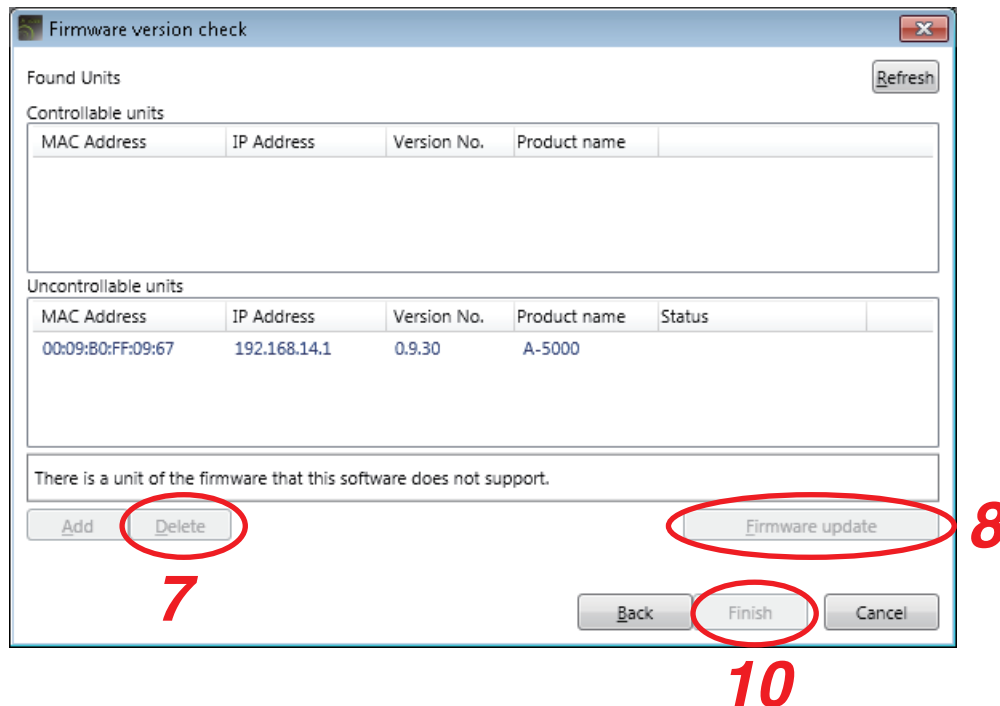 Firmware version check
Found Units
Refresh
Controllable units
MAC Address IP Address Version No. Product name
Uncontrollable units
MAC Address IP Address Version No. Product name Status
00:09:B0:FF:09:67 192.168.14.1 0.9.30 A-5000
There is a unit of the firmware that this software does not support.
Add Delete Firmware update
8
7
Back Finish Cancel
10